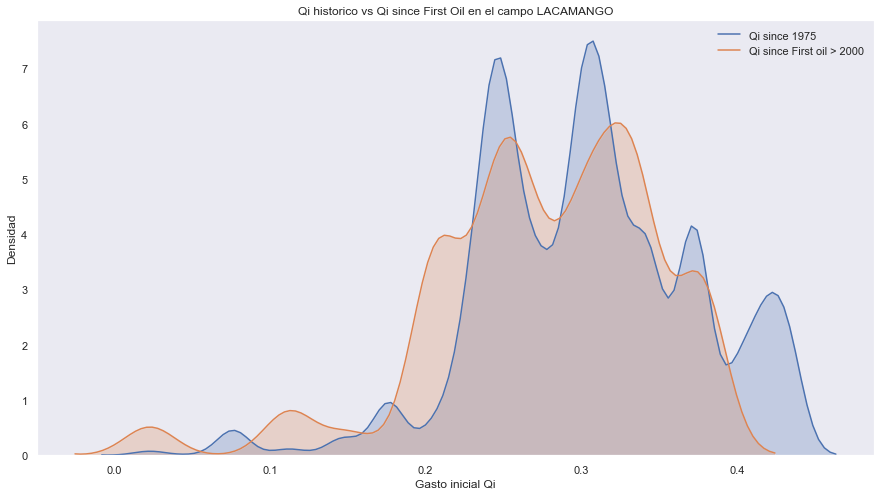 Qi historico vs Qi since First Oil en el campo LACAMANGO
Qi since 1975
Qi since First oil > 2000
7
6
5
4
3
2
1
0
Densidad
0.0 0.1 0.2 0.3 0.4
Gasto inicial Qi